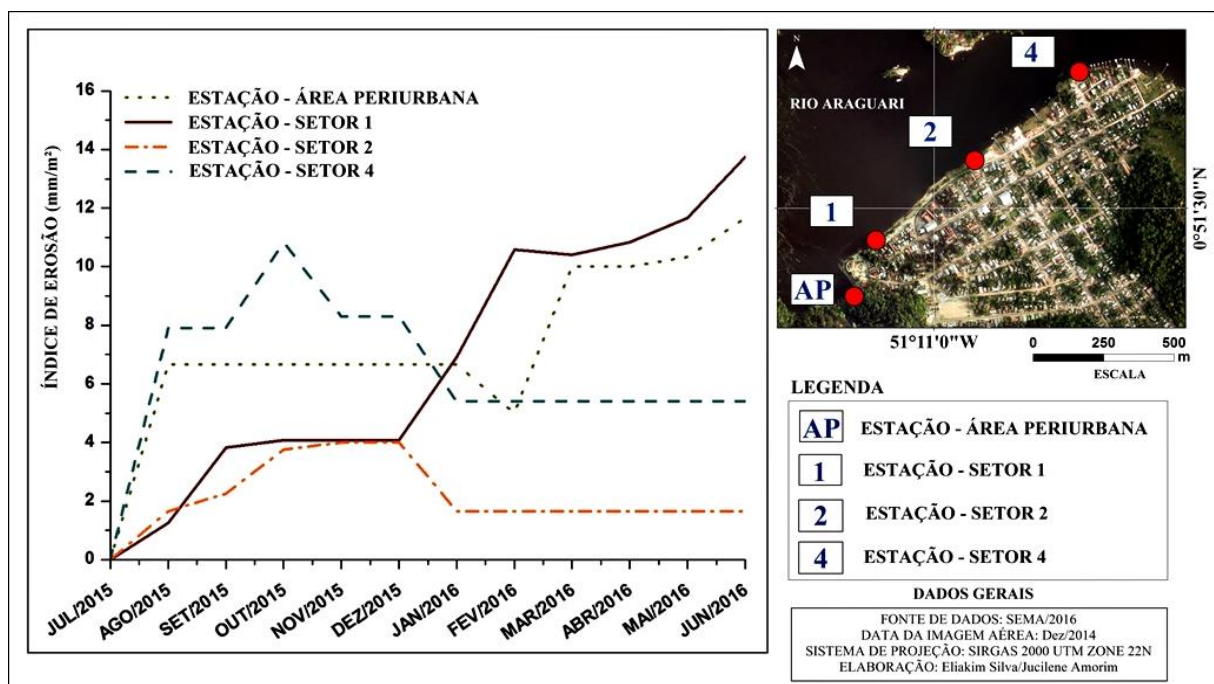 ÍNDICE DE EROSÃO (mm/m²)
16
14
12
10
8
6
4
2
0
ESTAÇÃO - ÁREA PERIURBANA
ESTAÇÃO - SETOR 1
ESTAÇÃO - SETOR 2
ESTAÇÃO - SETOR 4
JUL/2015
AGO/2015
SET/2015
OUT/2015
NOV/2015
DEZ/2015
JAN/2016
FEV/2016
MAR/2016
ABR/2016
MAI/2016
JUN/2016
N
4
RIO ARAGUARI
2
1
AP
0°51'30"N
51°11'0"W
0 250 500
m
ESCALA
LEGENDA
AP ESTAÇÃO - ÁREA PERIURBANA
1 ESTAÇÃO - SETOR 1
2 ESTAÇÃO - SETOR 2
4 ESTAÇÃO - SETOR 4
DADOS GERAIS
FONTE DE DADOS: SEMA/2016
DATA DA IMAGEM AÉREA: Dez/2014
SISTEMA DE PROJEÇÃO: SIRGAS 2000 UTM ZONE 22N
ELABORAÇÃO: Eliakim Silva/Jucilene Amorim